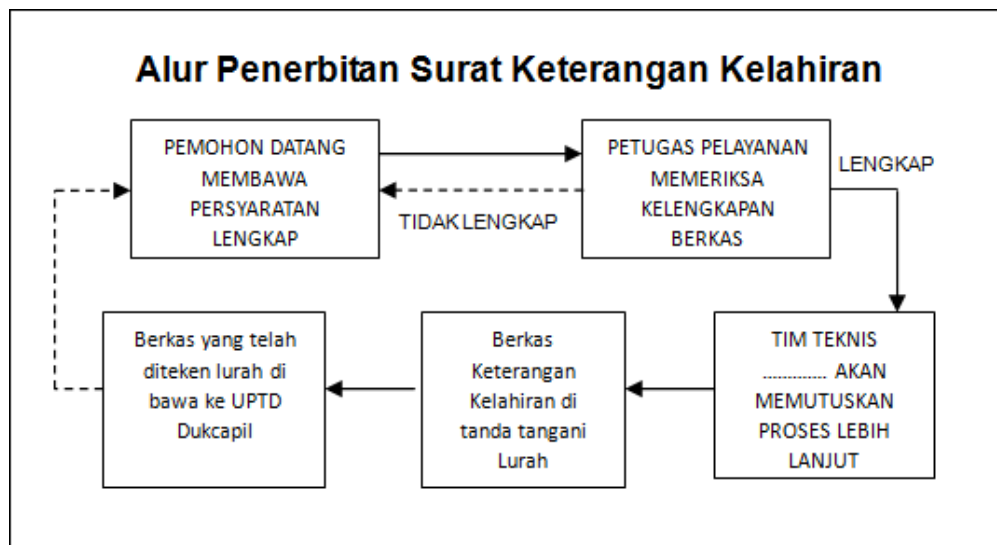 Alur Penerbitan Surat Keterangan Kelahiran
PEMOHON DATANG
MEMBAWA
PERSYARATAN
LENGKAP
TIDAK LENGKAP
PETUGAS PELAYANAN
MEMERIKSA
KELENGKAPAN
BERKAS
LENGKAP
TIM TEKNIS
............. AKAN
MEMUTUSKAN
PROSES LEBIH
LANJUT
Berkas
Keterangan
Kelahiran di
tanda tangani
Lurah
Berkas yang telah
diteken lurah di
bawa ke UPTD
Dukcapil